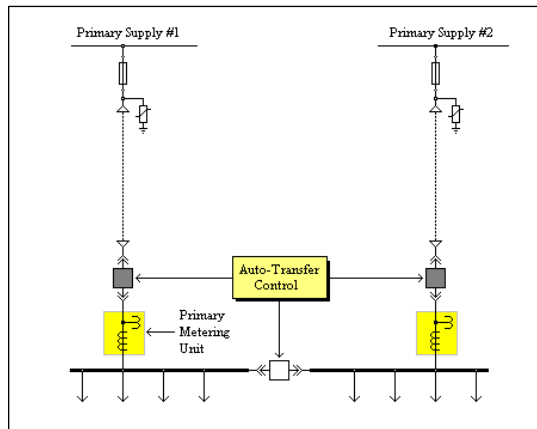 Primary Supply #1
Primary Supply #2
Auto-Transfer
Control
Primary
Metering
Unit